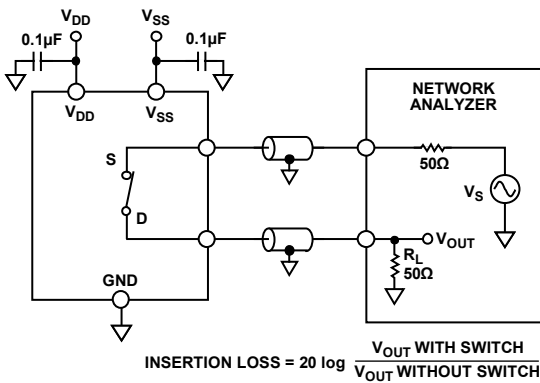 VDD
VSS
0.1µF
0.1µF
VDD
VSS
NETWORK
ANALYZER
S
50Ω
VS
D
VOUT
RL
50Ω
GND
INSERTION LOSS = 20 log VOUT WITH SWITCH
VOUT WITHOUT SWITCH